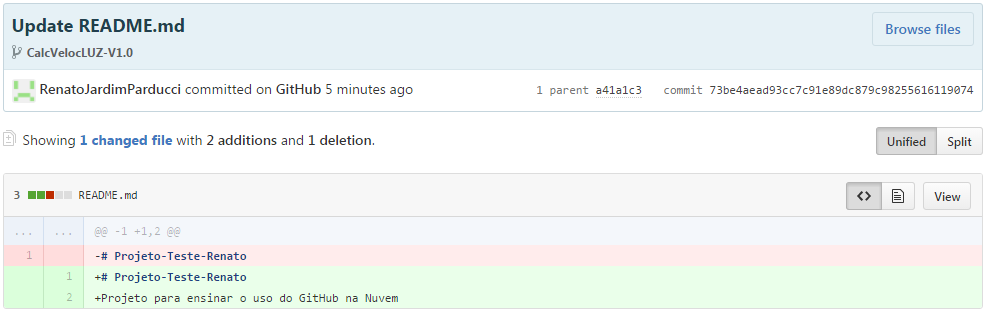 Update README.md
Browse files
CalcVelocLUZ-V1.0
RenatoJardimParducci committed on GitHub 5 minutes ago
1 parent a41a1c3 commit 73be4aead93cc7c91e89dc879c98255616119074
Showing 1 changed file with 2 additions and 1 deletion.
Unified Split
3 README.md
View
... ... @@ -1 +1,2 @@
1 -# Projeto-Teste-Renato
1 +# Projeto-Teste-Renato
2 +Projeto para ensinar o uso do GitHub na Nuvem